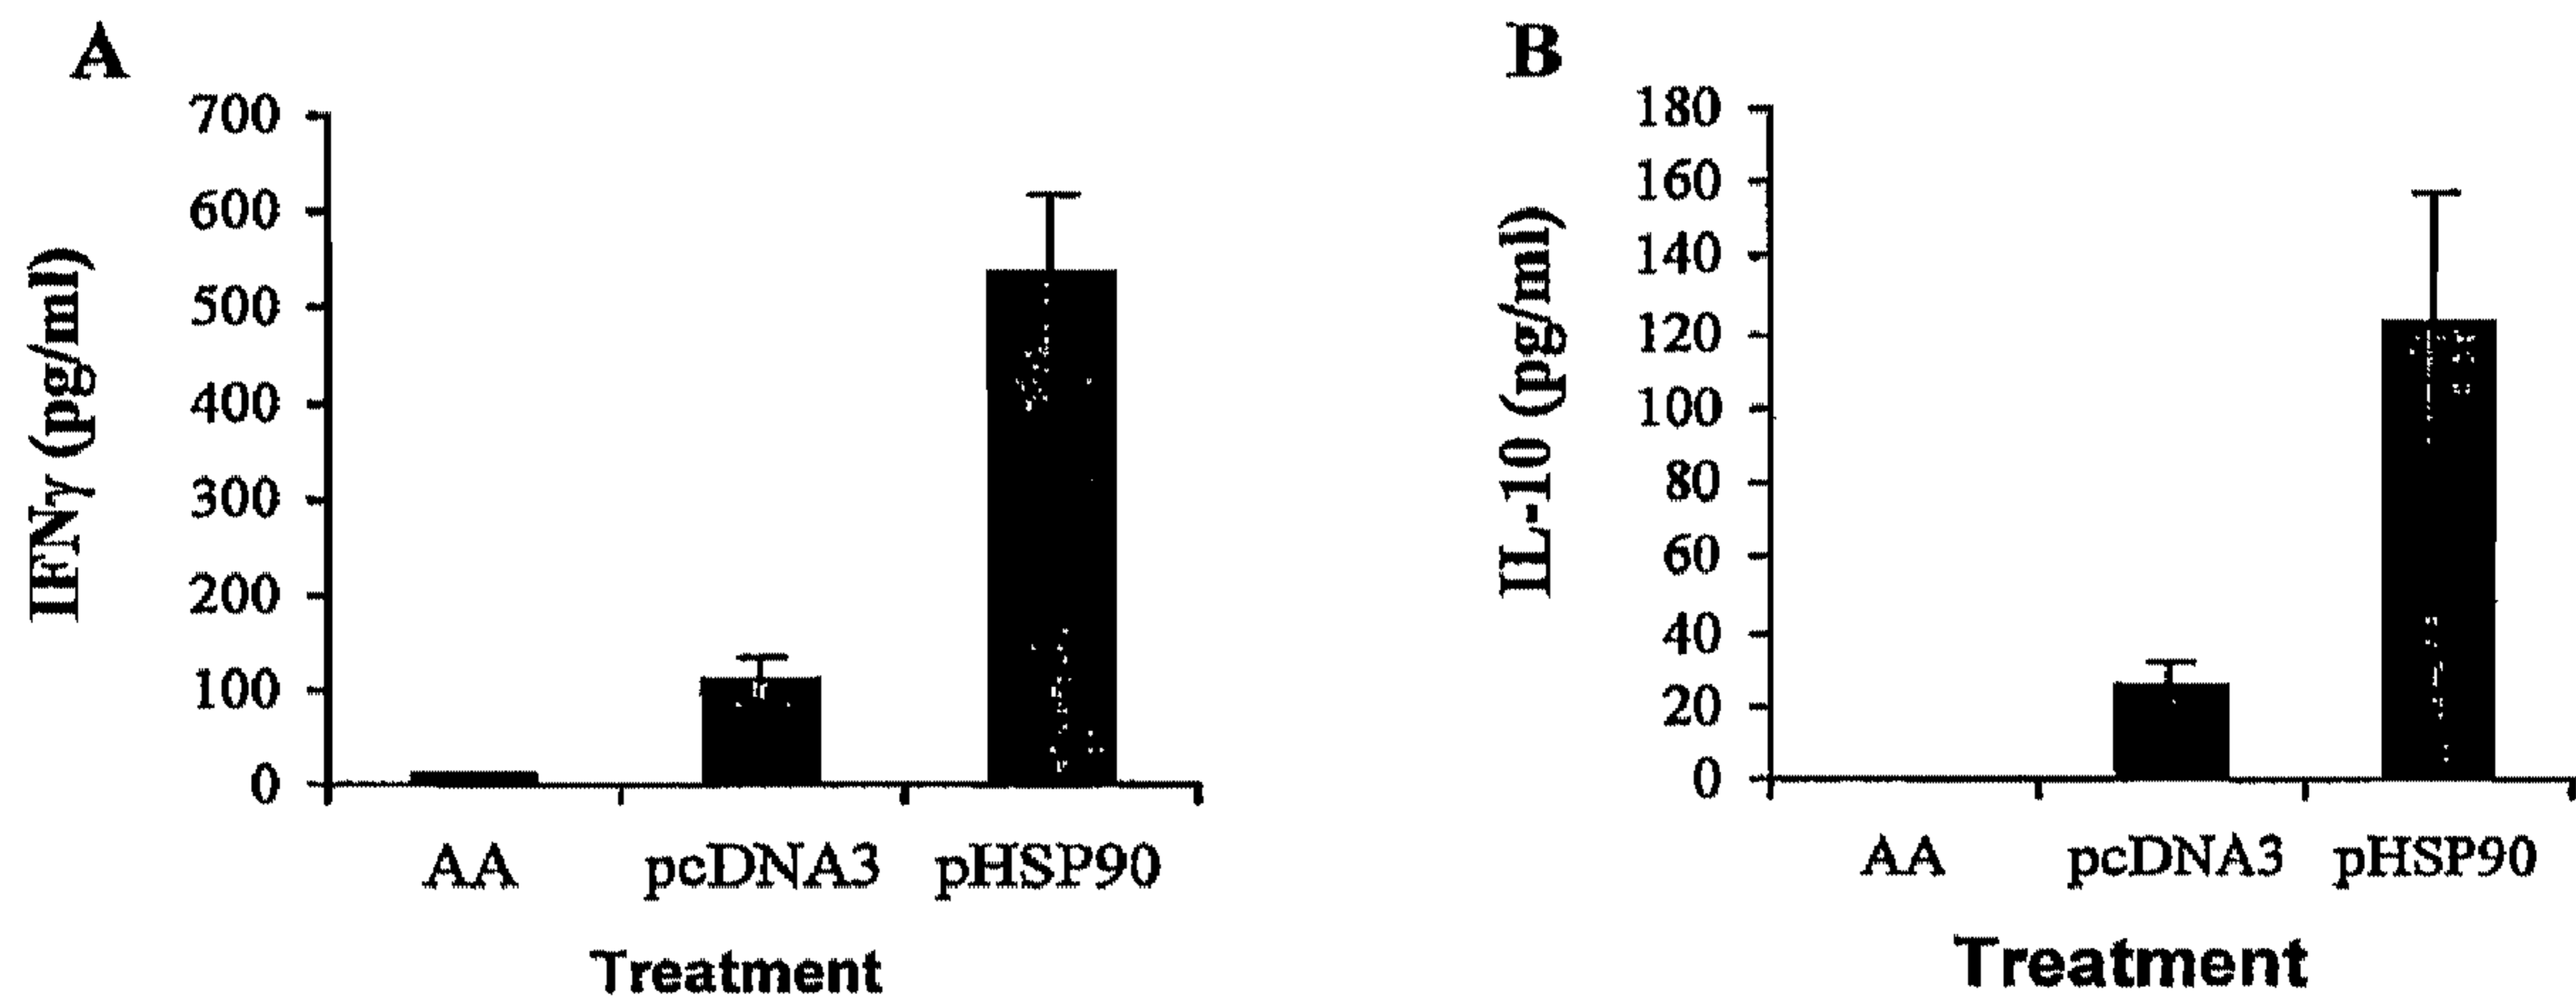 A
IFNγ (pg/ml)
700
600
500
400
300
200
100
0
AA pcDNA3 pHSP90
Treatment
B
IL-10 (pg/ml)
180
160
140
120
100
80
60
40
20
0
AA pcDNA3 pHSP90
Treatment